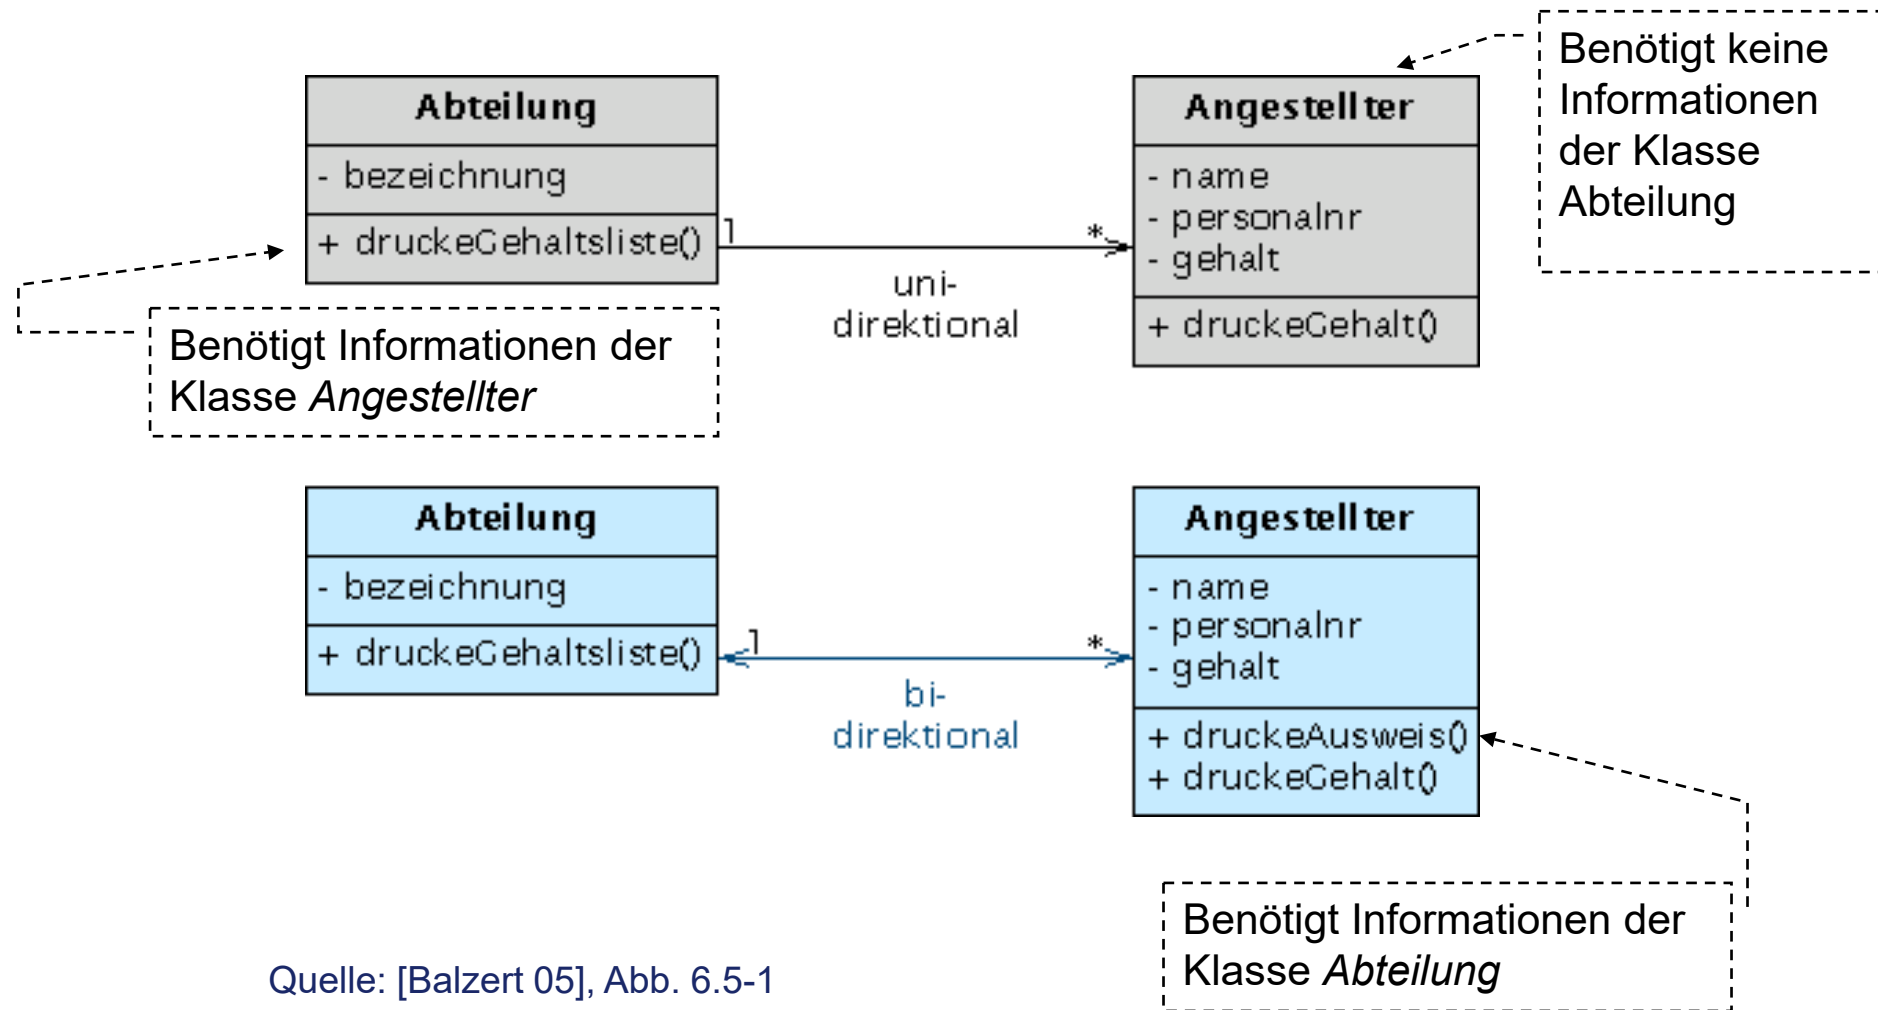 Benötigt keine
Informationen
der Klasse
Abteilung
Abteilung
- bezeichnung
+ druckeGehaltsliste()
1
*
uni-
direktional
Angestellter
- name
- personalnr
- gehalt
+ druckeGehalt()
Benötigt Informationen der
Klasse Angestellter
Abteilung
- bezeichnung
+ druckeGehaltsliste()
1
*
bi-
direktional
Angestellter
- name
- personalnr
- gehalt
+ druckeAusweis()
+ druckeGehalt()
Benötigt Informationen der
Klasse Abteilung
Quelle: [Balzert 05], Abb. 6.5-1